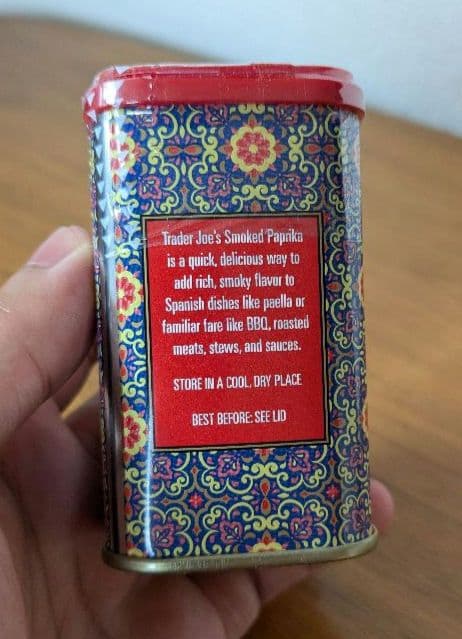 Trader Joe's Smoked Paprika
is a quick, delicious way to
add rich, smoky flavor to
Spanish dishes like paella or
familiar fare like BBQ, roasted
meats, stews, and sauces.
STORE IN A COOL, DRY PLACE
BEST BEFORE: SEE LID